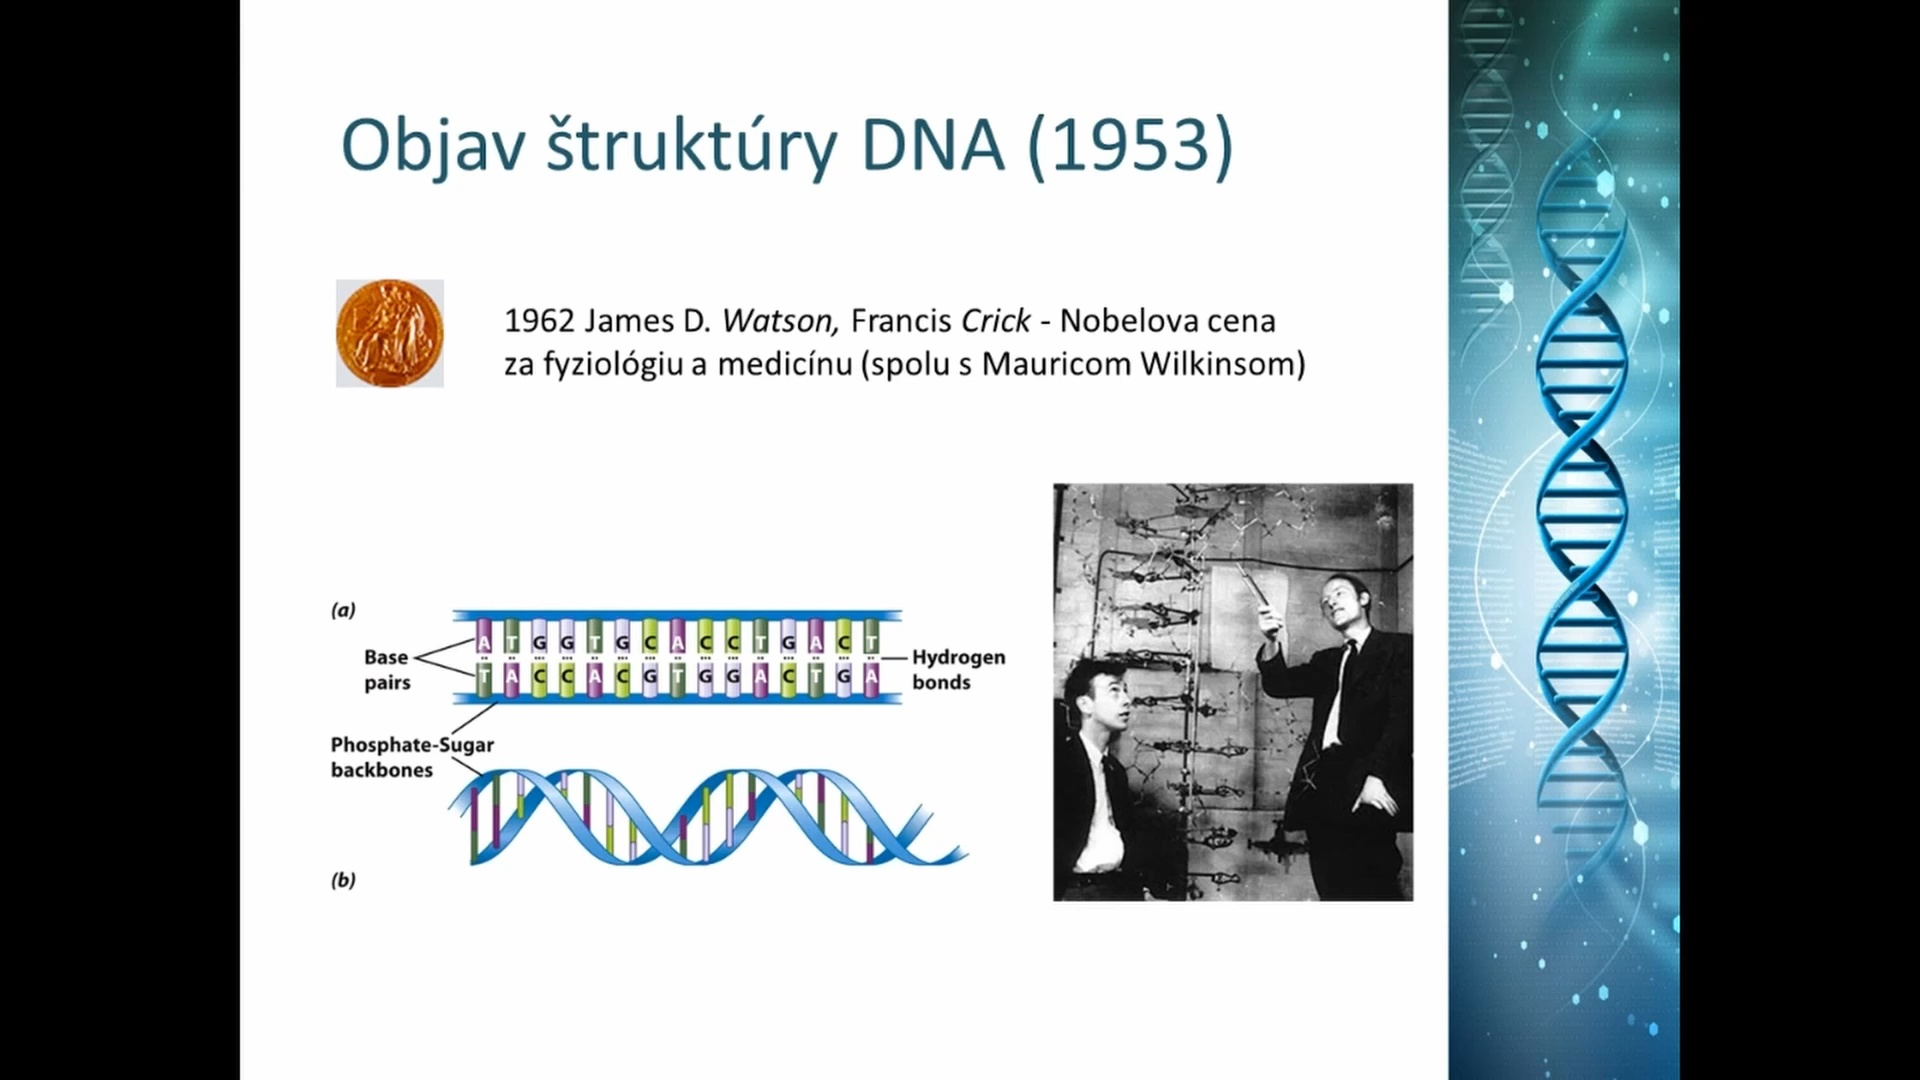 Objav štruktúry DNA (1953)
1962 James D. Watson, Francis Crick - Nobelova cena
za fyziológiu a medicínu (spolu s Mauricom Wilkinsom)
(a)
A T G G T G C A C C T G A C T
Base
pairs
Hydrogen
bonds
T A C C A C G T G G A C T G A
Phosphate-Sugar
backbones
(b)